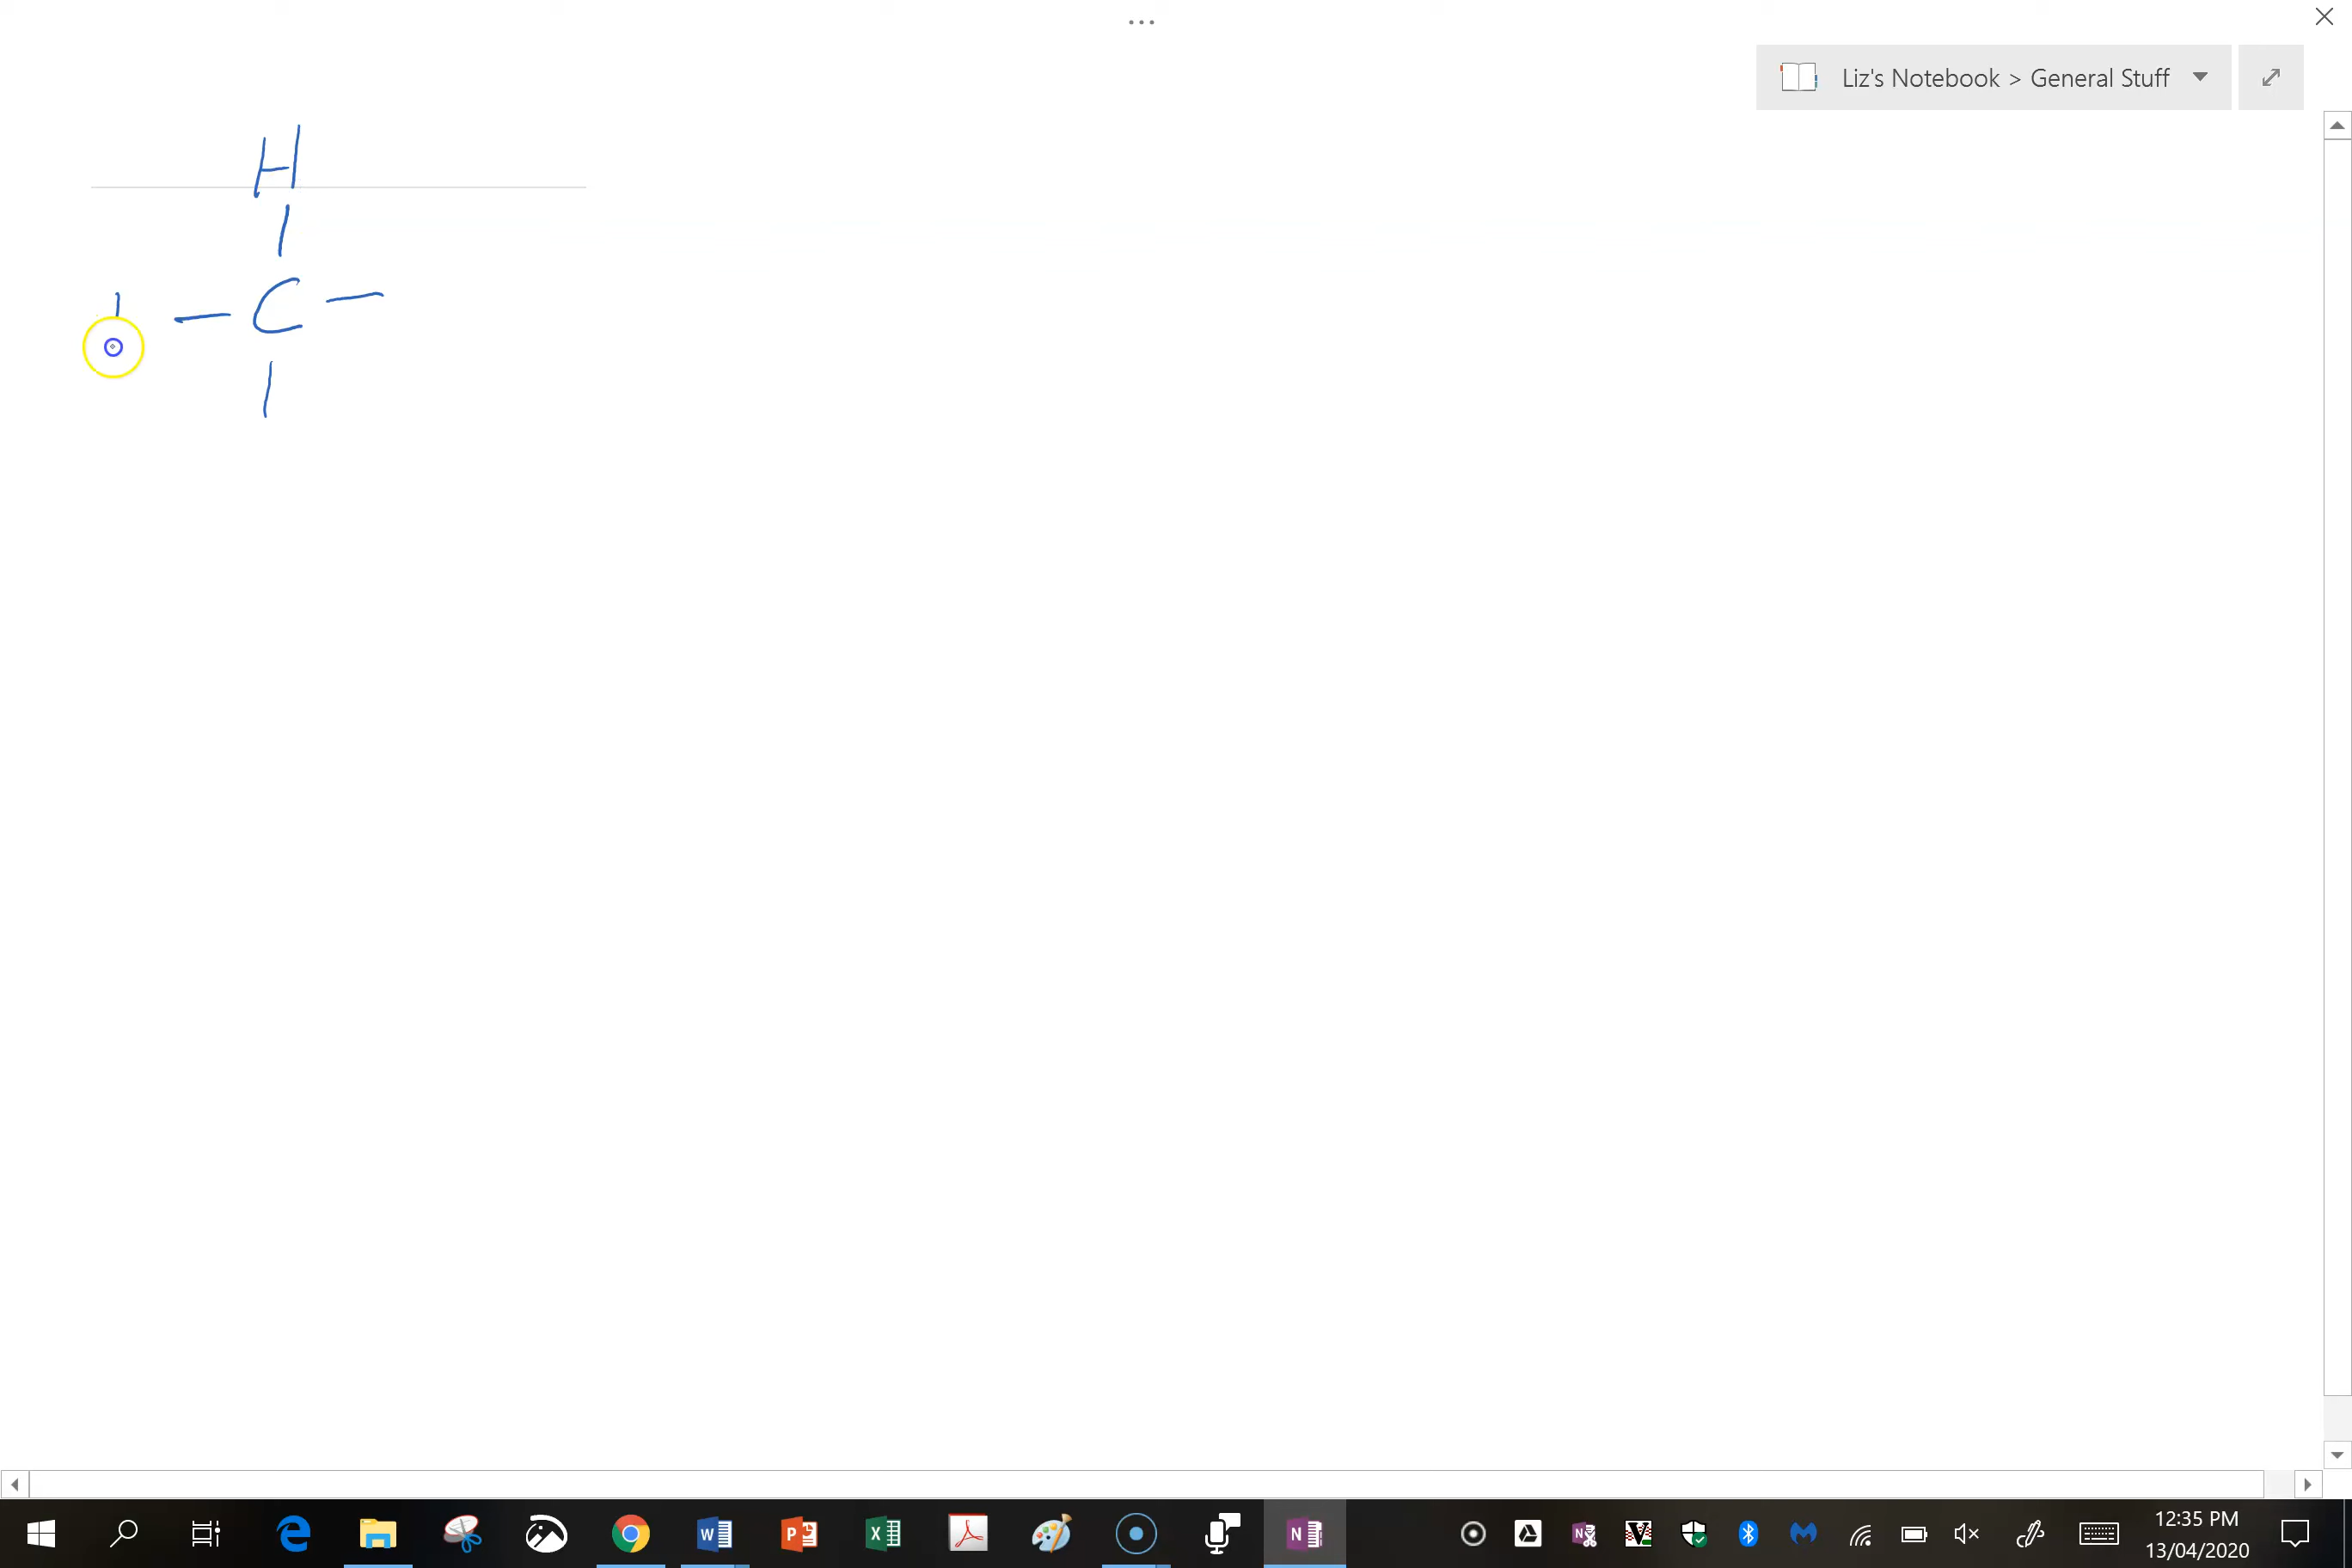 ...
Liz's Notebook > General Stuff
H
C
12:35 PM
13/04/2020